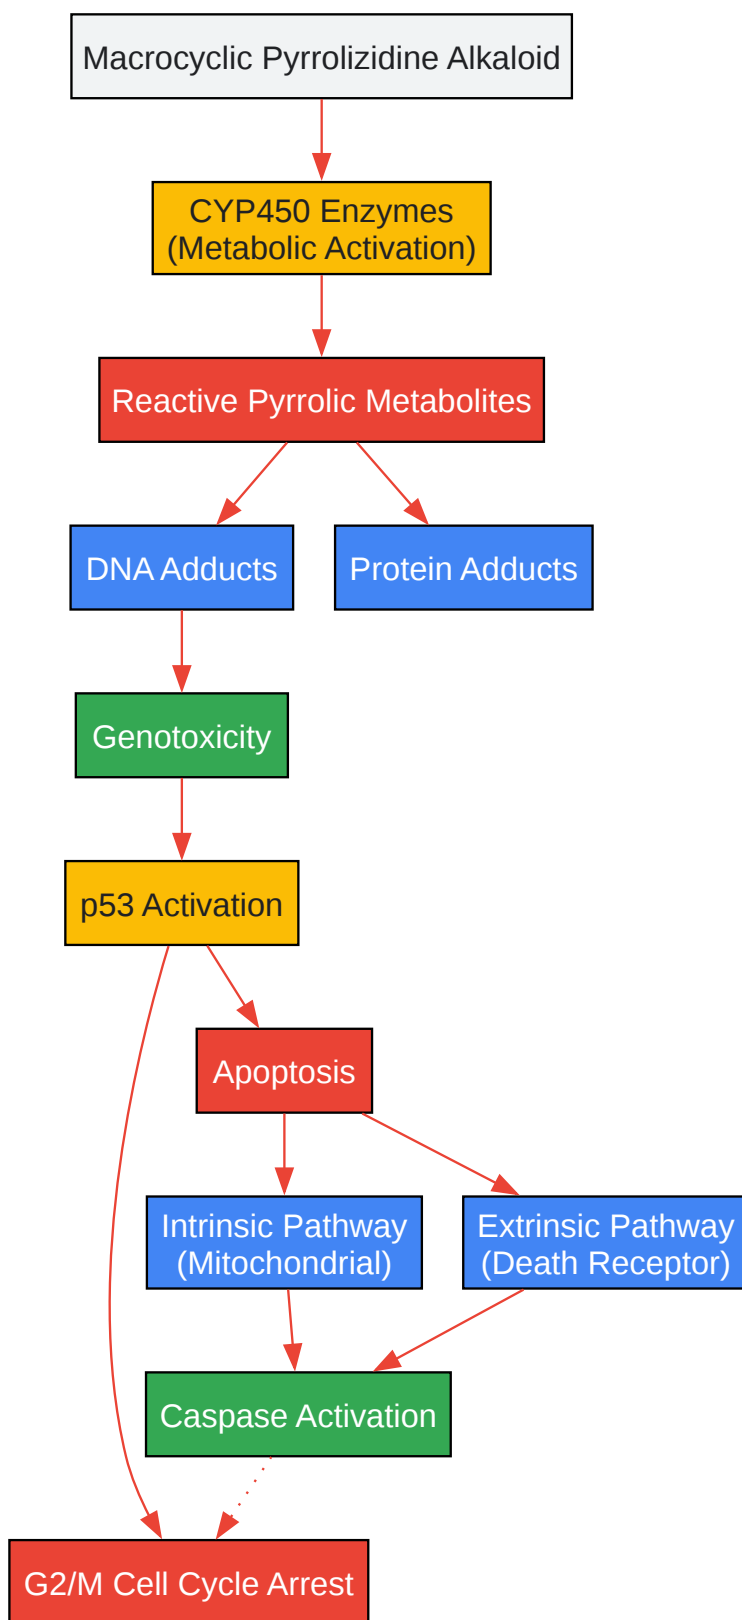 Macrocyclic Pyrrolizidine Alkaloid
CYP450 Enzymes
(Metabolic Activation)
Reactive Pyrrolic Metabolites
DNA Adducts
Protein Adducts
Genotoxicity
p53 Activation
Apoptosis
Intrinsic Pathway
(Mitochondrial)
Extrinsic Pathway
(Death Receptor)
Caspase Activation
G2/M Cell Cycle Arrest